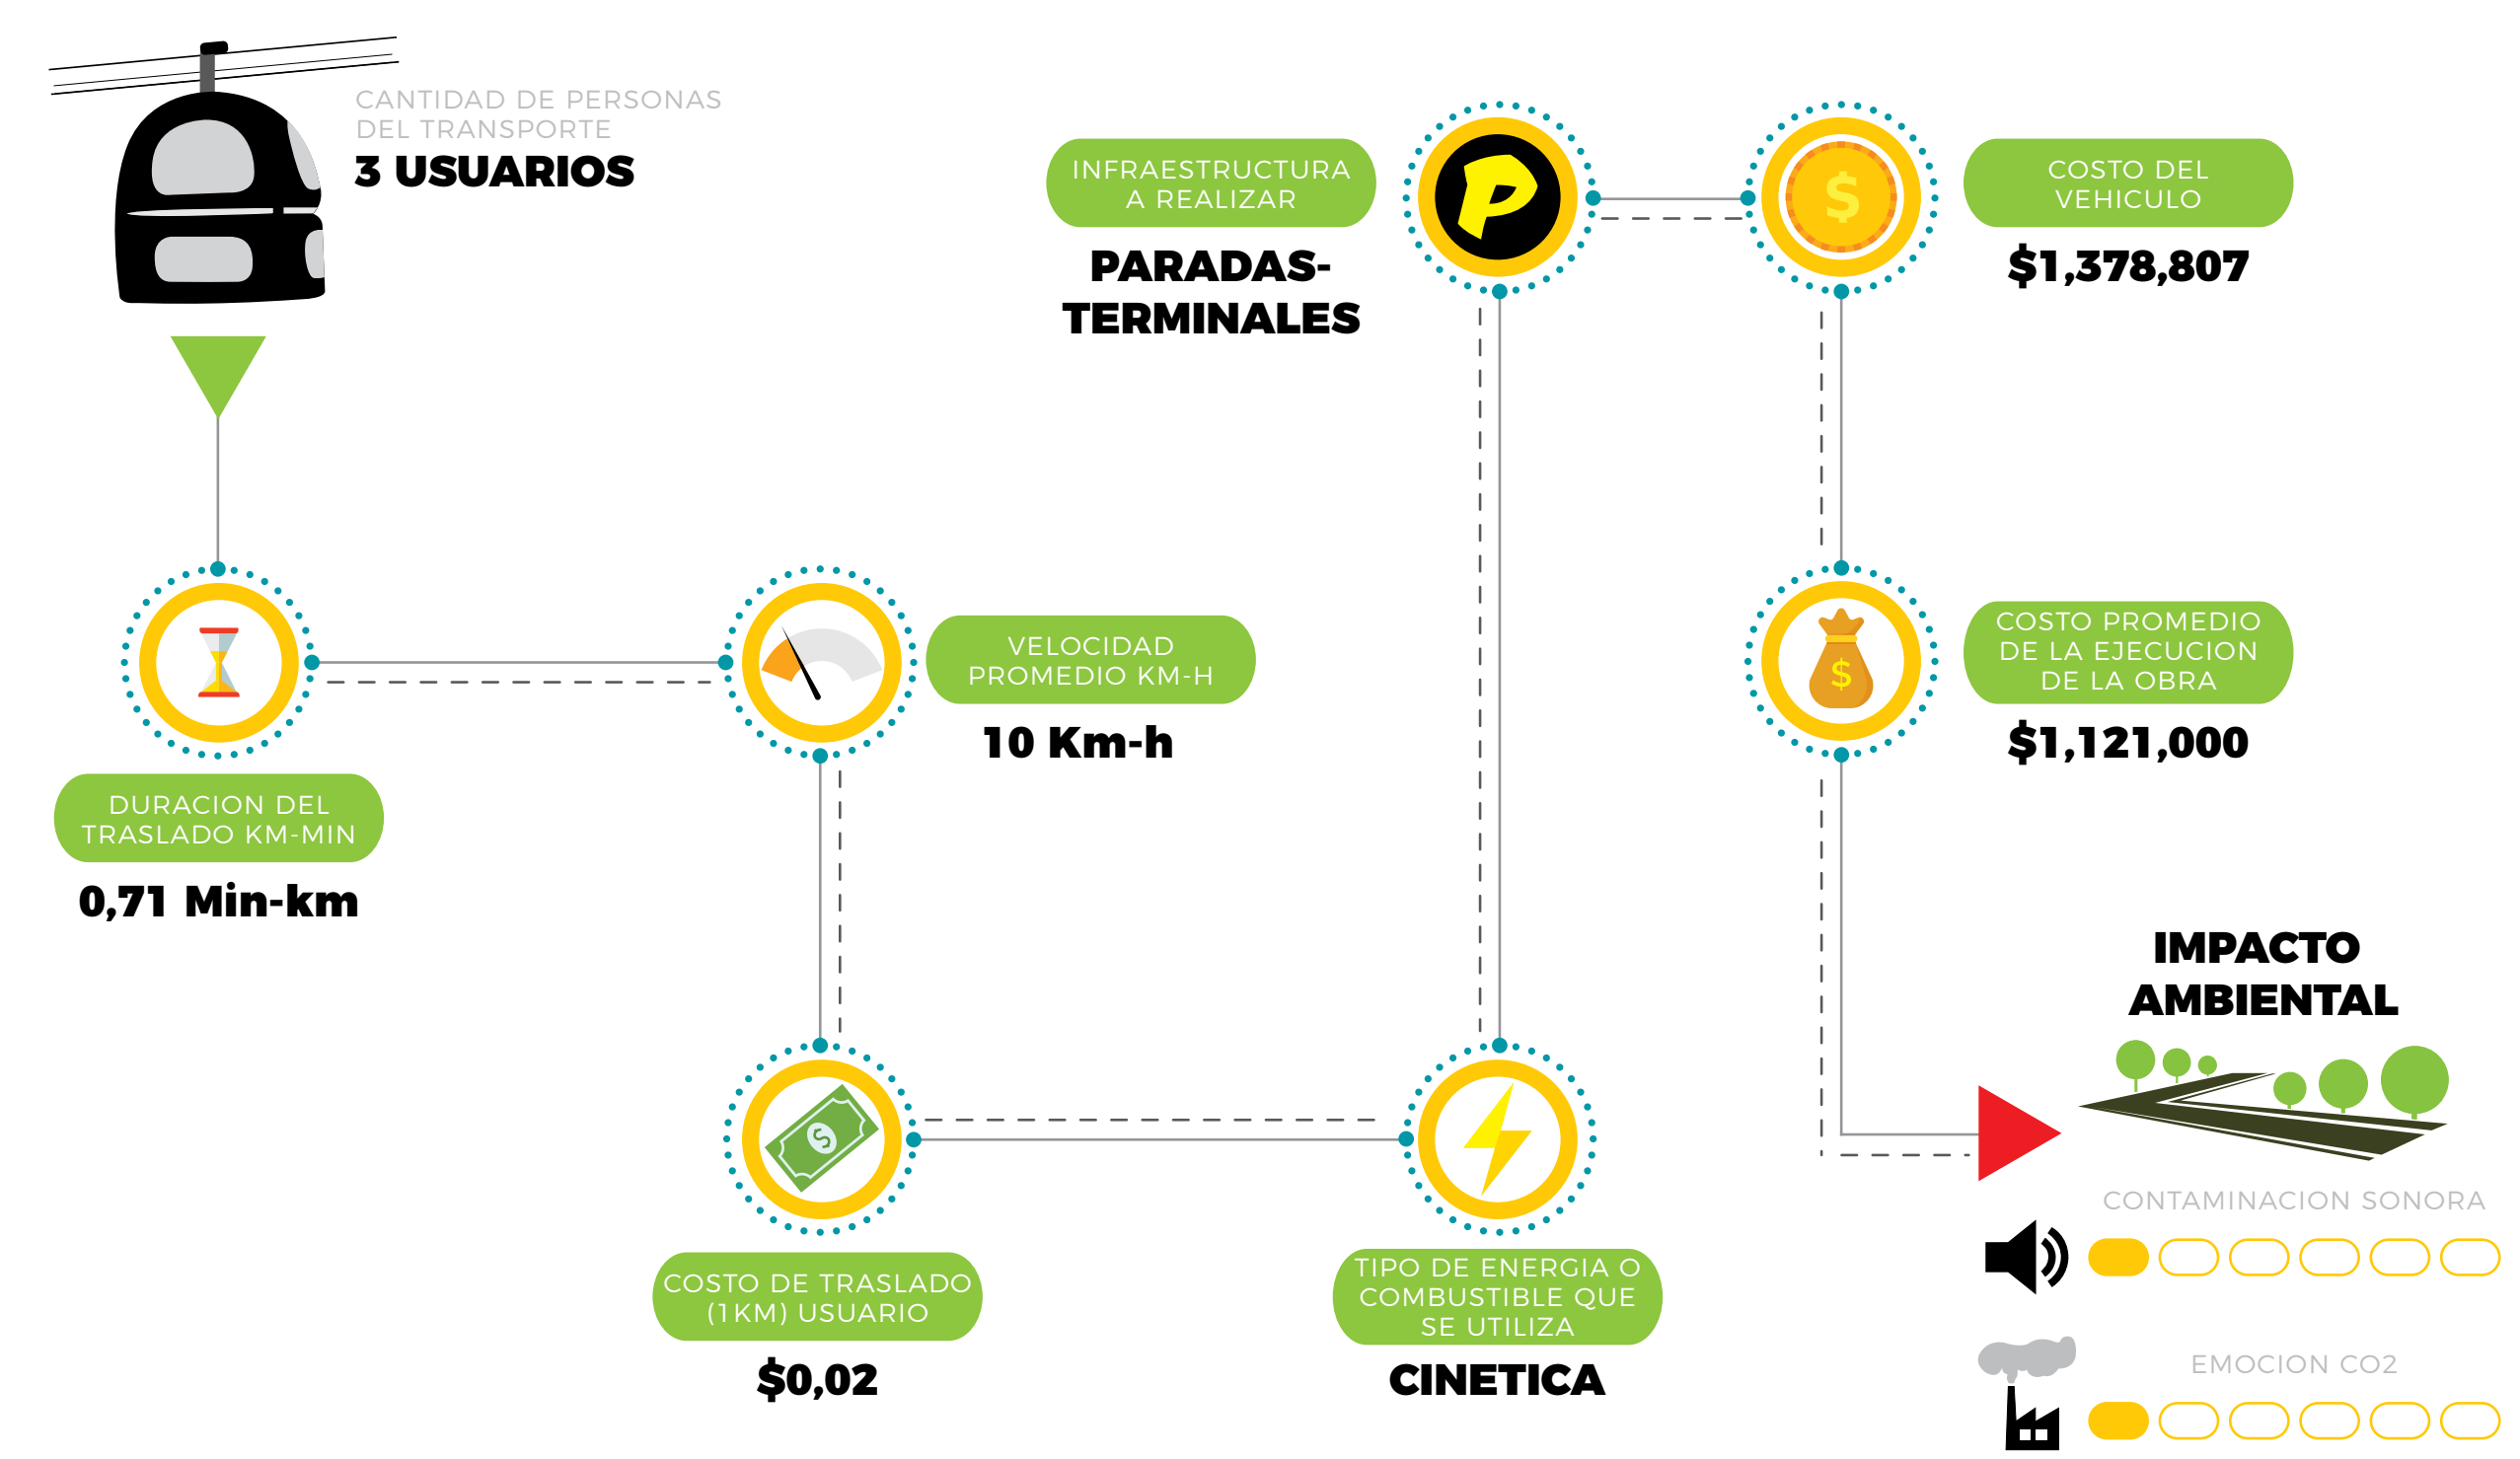 CANTIDAD DE PERSONAS
DEL TRANSPORTE
3 USUARIOS
DURACION DEL
TRASLADO KM-MIN
0,71 Min-km
VELOCIDAD
PROMEDIO KM-H
10 Km-h
$
COSTO DE TRASLADO
(1KM) USUARIO
$0,02
TIPO DE ENERGIA O
COMBUSTIBLE QUE
SE UTILIZA
CINETICA
P
INFRAESTRUCTURA
A REALIZAR
PARADAS-
TERMINALES
$
COSTO DEL
VEHICULO
$1,378,807
$
COSTO PROMEDIO
DE LA EJECUCION
DE LA OBRA
$1,121,000
IMPACTO
AMBIENTAL
CONTAMINACION SONORA
EMOCION CO2